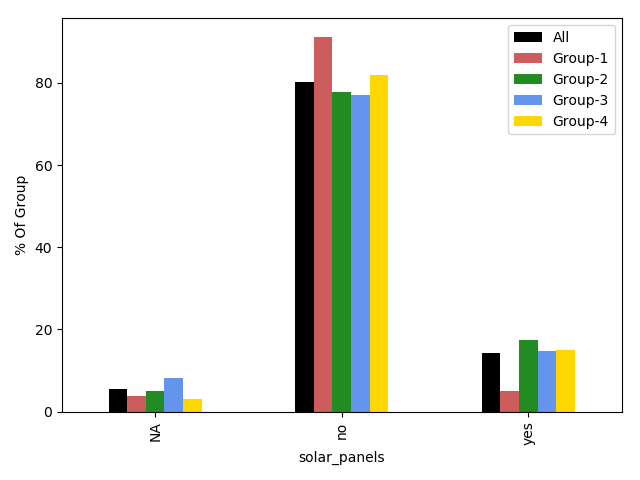 All
Group-1
Group-2
Group-3
Group-4
% Of Group
80
60
40
20
0
NA
no
yes
solar_panels